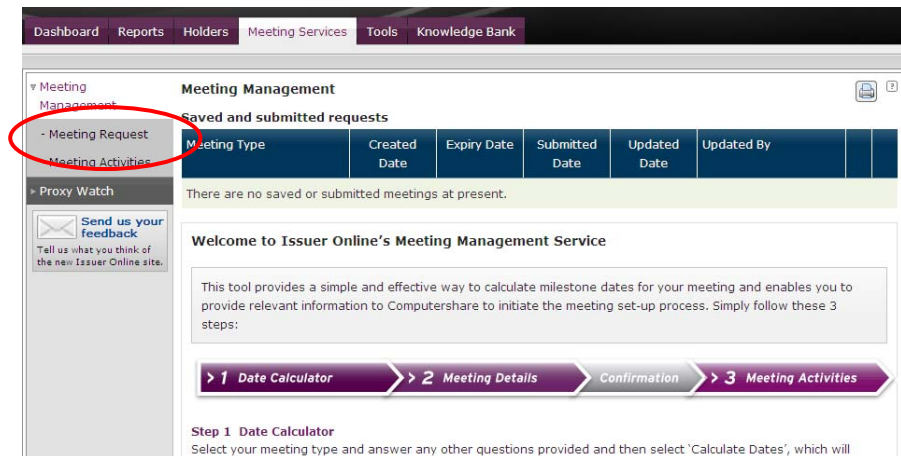 Dashboard Reports Holders Meeting Services Tools Knowledge Bank
▾ Meeting Management
- Meeting Request
- Meeting Activities
▸ Proxy Watch
Send us your
feedback
Tell us what you think of
the new Issuer Online site.
Meeting Management
?
Saved and submitted requests
Meeting Type Created Date Expiry Date Submitted Date Updated Date Updated By
There are no saved or submitted meetings at present.
Welcome to Issuer Online's Meeting Management Service
This tool provides a simple and effective way to calculate milestone dates for your meeting and enables you to
provide relevant information to Computershare to initiate the meeting set-up process. Simply follow these 3
steps:
> 1 Date Calculator > 2 Meeting Details Confirmation > 3 Meeting Activities
Step 1 Date Calculator
Select your meeting type and answer any other questions provided and then select `Calculate Dates', which will